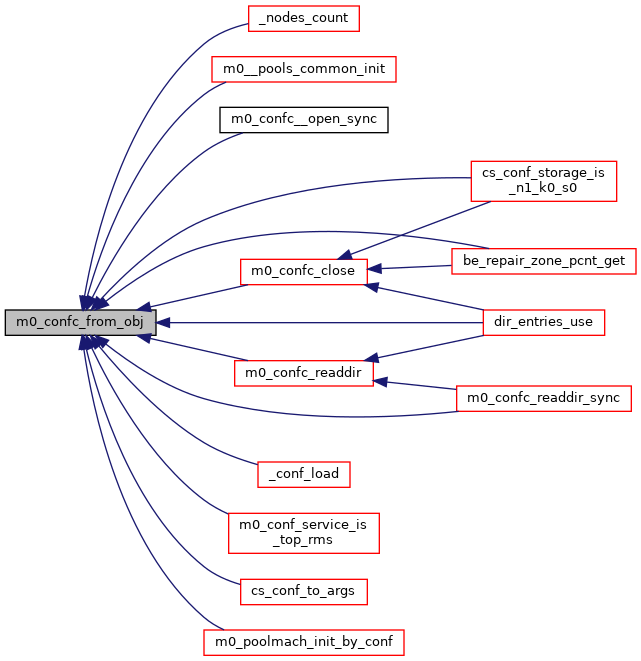 _nodes_count
m0__pools_common_init
m0_confc__open_sync
cs_conf_storage_is
_n1_k0_s0
be_repair_zone_pcnt_get
m0_confc_close
m0_confc_from_obj
dir_entries_use
m0_confc_readdir
m0_confc_readdir_sync
_conf_load
m0_conf_service_is
_top_rms
cs_conf_to_args
m0_poolmach_init_by_conf